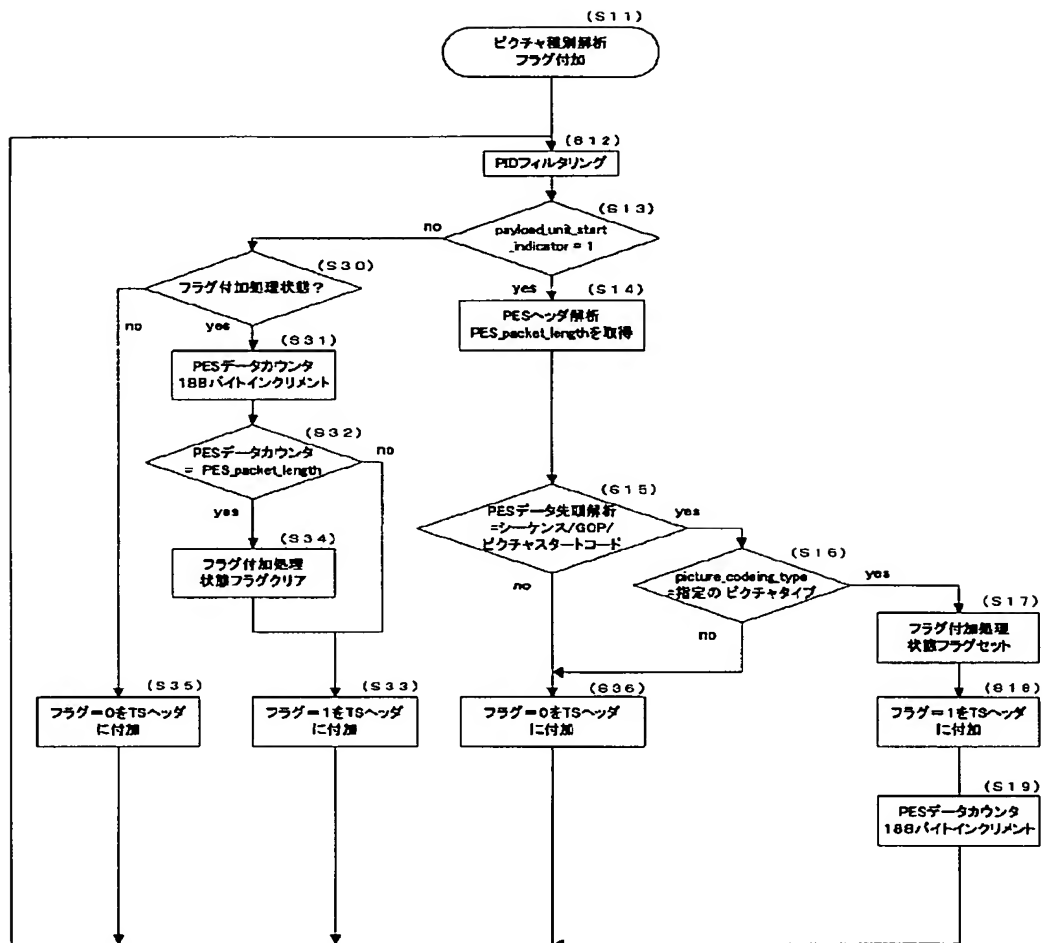 (S11)
ピクチャ種別解析
フラグ付加
(S12)
PIDフィルタリング
(S13)
payload_unit_start
_indicator = 1
no
yes
(S30)
フラグ付加処理状態?
no
yes
(S14)
PESヘッダ解析
PES_packet_lengthを取得
(S31)
PESデータカウンタ
188バイトインクリメント
(S32)
PESデータカウンタ
= PES_packet_length
no
yes
(S15)
PESデータ先頭解析
=シーケンス/GOP/
ピクチャスタートコード
yes
no
(S34)
フラグ付加処理
状態フラグクリア
(S16)
picture_codeing_type
=指定の ピクチャタイプ
yes
no
(S17)
フラグ付加処理
状態フラグセット
(S35)
フラグ=0をTSヘッダ
に付加
(S33)
フラグ=1をTSヘッダ
に付加
(S36)
フラグ=0をTSヘッダ
に付加
(S18)
フラグ=1をTSヘッダ
に付加
(S19)
PESデータカウンタ
188バイトインクリメント